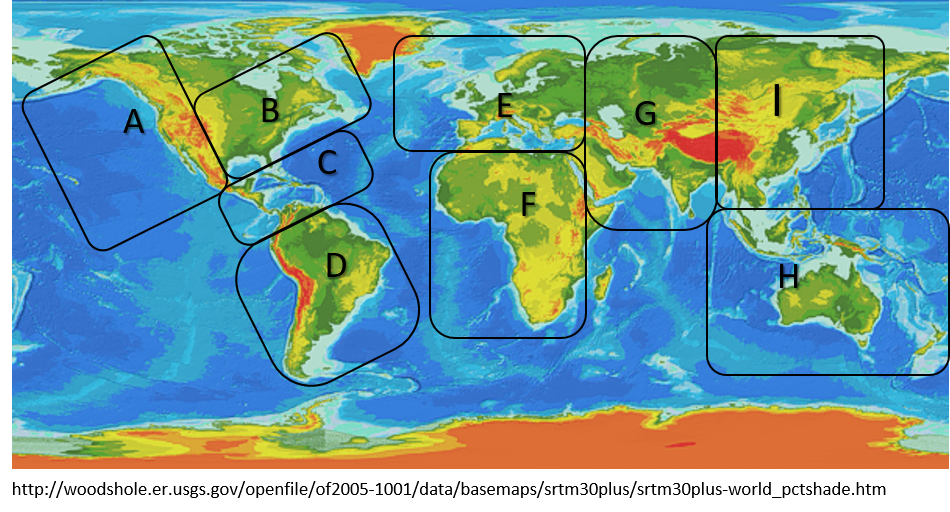 A
B
C
D
E
F
G
H
I
http://woodshole.er.usgs.gov/openfile/of2005-1001/data/basemaps/srtm30plus/srtm30plus-world_pctshade.htm